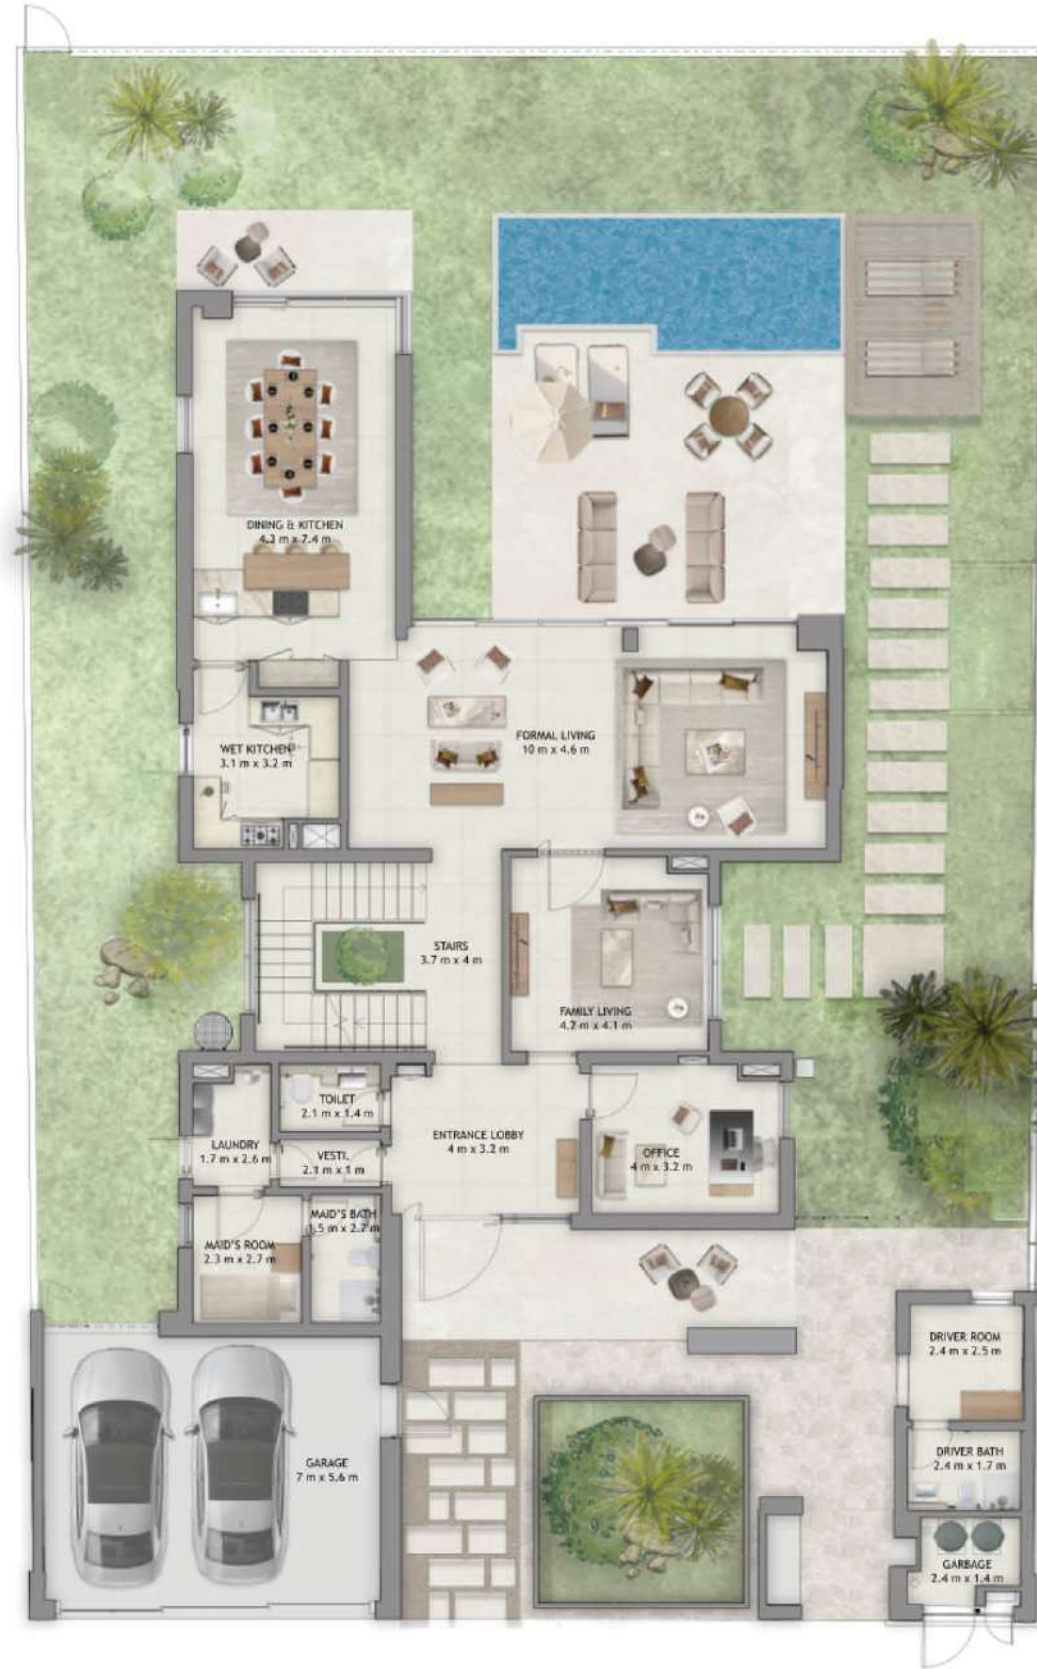 DINING & KITCHEN
4.3 m x 7.4 m
FORMAL LIVING
10 m x 4.6 m
WET KITCHEN
3.1 m x 3.2 m
STAIRS
3.7 m x 4 m
FAMILY LIVING
4.2 m x 4.1 m
TOILET
2.1 m x 1.4 m
ENTRANCE LOBBY
4 m x 3.2 m
LAUNDRY
1.7 m x 2.6 m
VESTI.
2.1 m x 1 m
OFFICE
4 m x 3.2 m
MAID'S BATH
1.5 m x 2.7 m
MAID'S ROOM
2.3 m x 2.7 m
DRIVER ROOM
2.4 m x 2.5 m
DRIVER BATH
2.4 m x 1.7 m
GARAGE
7 m x 5.6 m
GARBAGE
2.4 m x 1.4 m